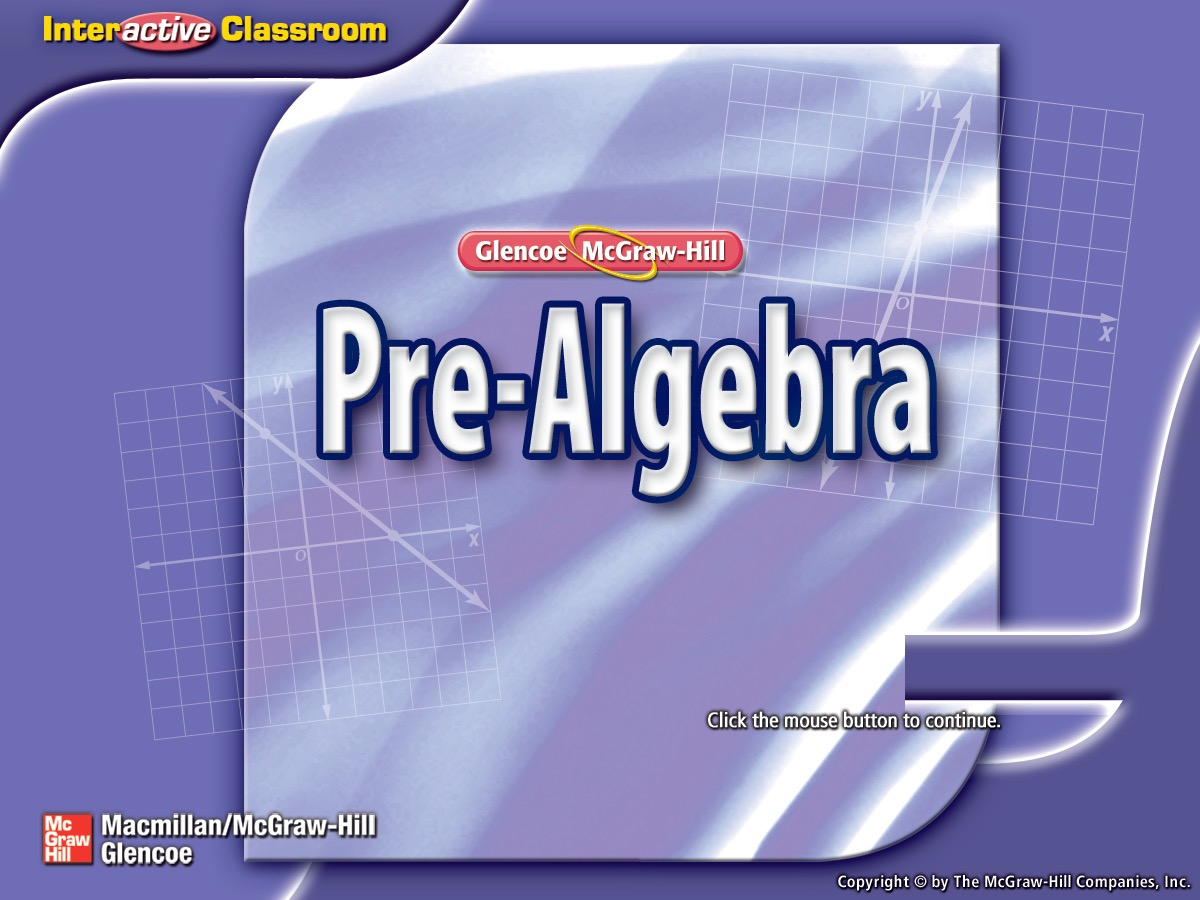 Interactive Classroom
Glencoe McGraw-Hill
Pre-Algebra
y
x
O
y
x
O
Click the mouse button to continue.
Mc
Graw
Hill
Macmillan/McGraw-Hill
Glencoe
Copyright © by The McGraw-Hill Companies, Inc.